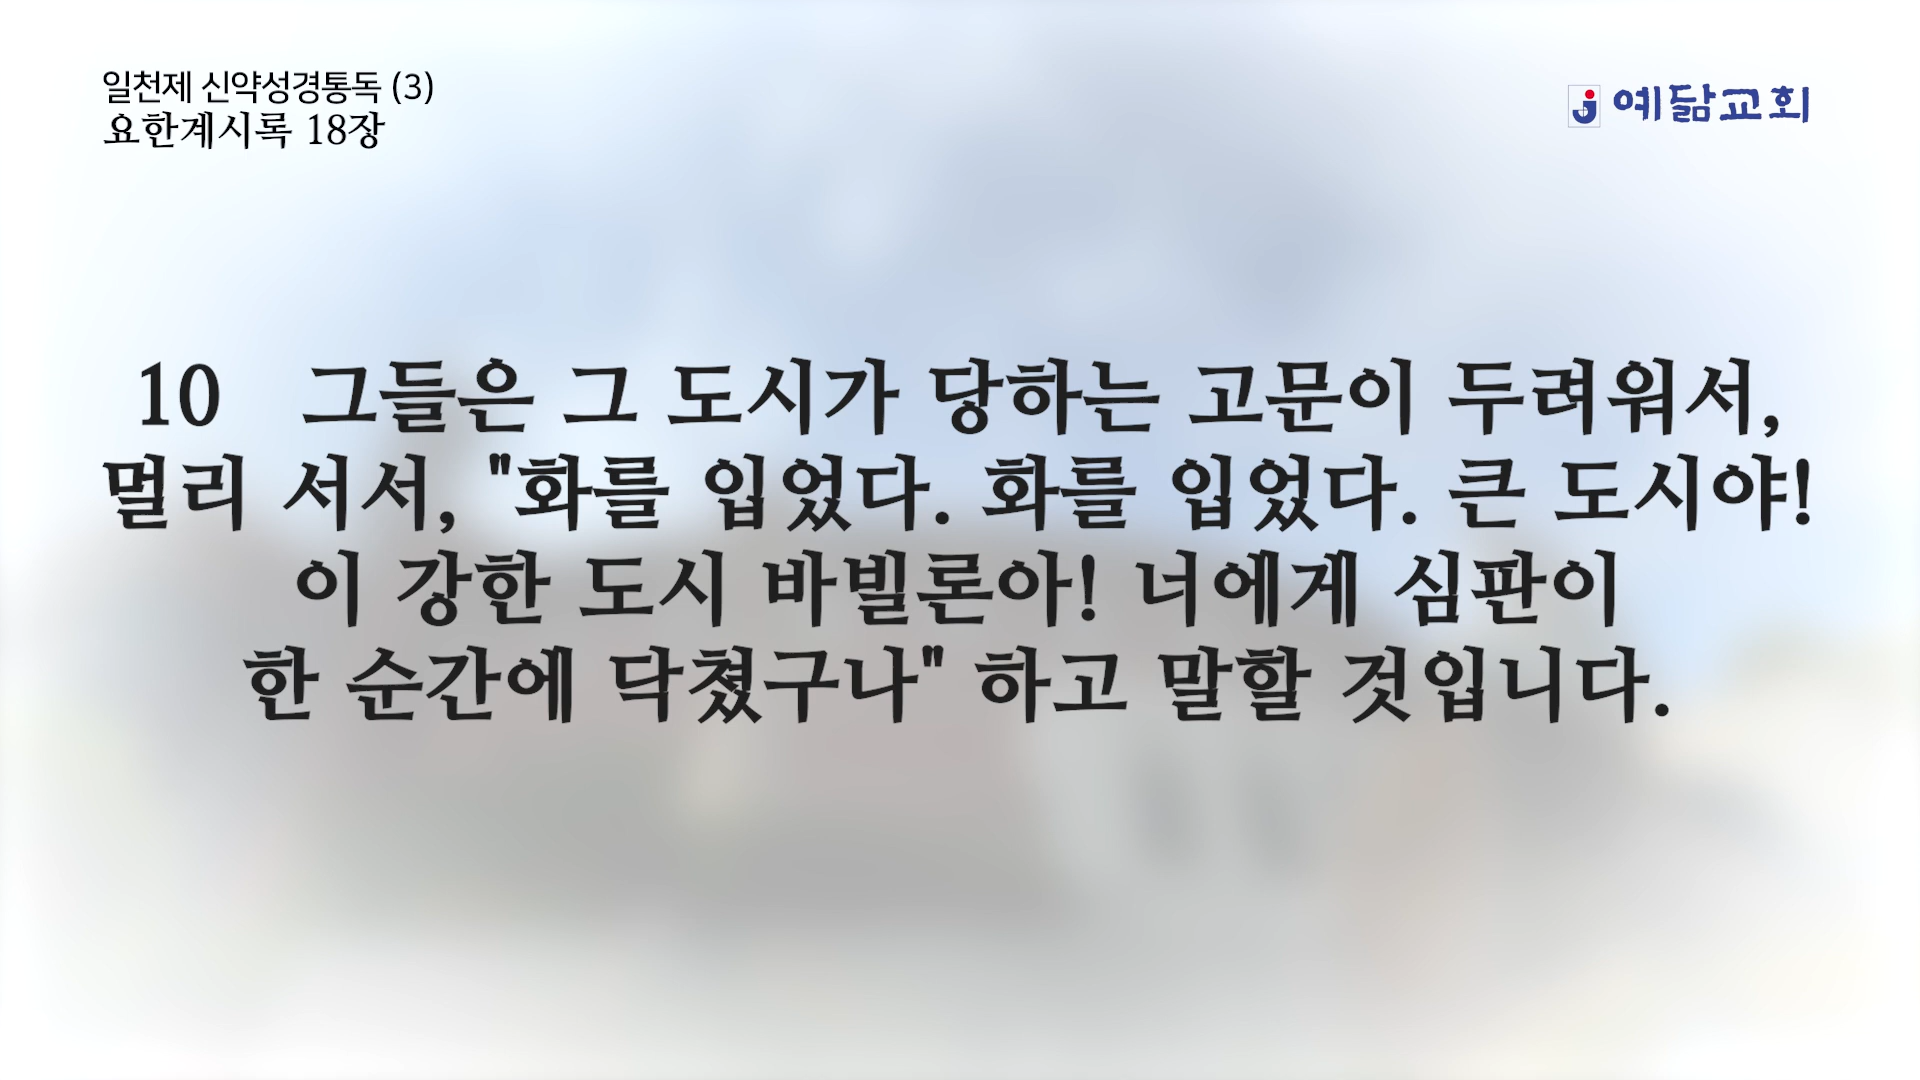 일천제 신약성경통독 (3)
요한계시록 18장
예닮교회
10 그들은 그 도시가 당하는 고문이 두려워서,
멀리 서서, "화를 입었다. 화를 입었다. 큰 도시야!
이 강한 도시 바빌론아! 너에게 심판이
한 순간에 닥쳤구나" 하고 말할 것입니다.